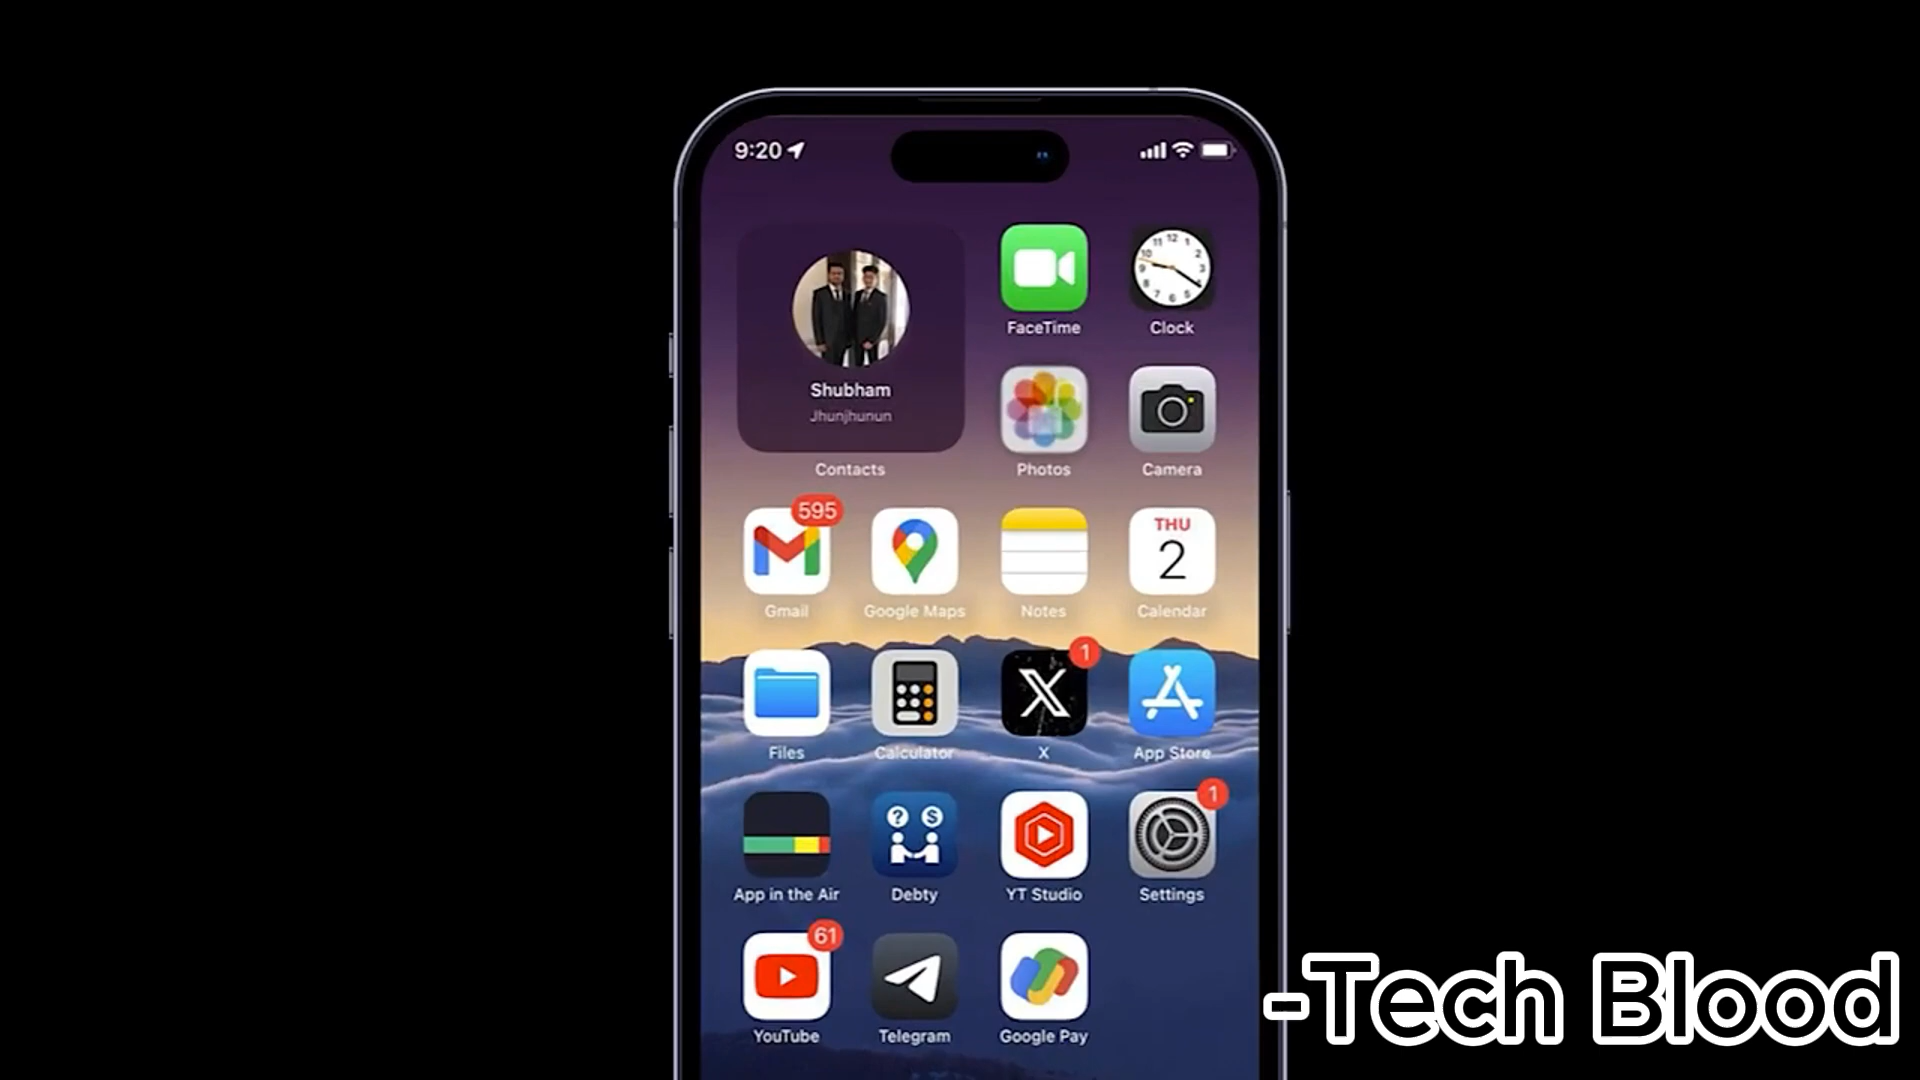 9:20
FaceTime
Clock
Shubham
Jhunjhunun
Contacts
Photos
Camera
595
THU
2
Gmail
Google Maps
Notes
Calendar
1
Files
Calculator
X
App Store
1
App in the Air
Debty
YT Studio
Settings
61
YouTube
Telegram
Google Pay
-Tech Blood